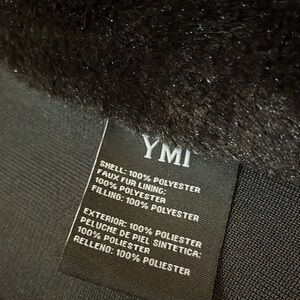 YMI
SHELL: 100% POLYESTER
FAUX FUR LINING:
100% POLYESTER
FILLING: 100% POLYESTER
EXTERIOR: 100% POLIESTER
PELUCHE DE PIEL SINTETICA:
100% POLIESTER
RELLENO: 100% POLIESTER